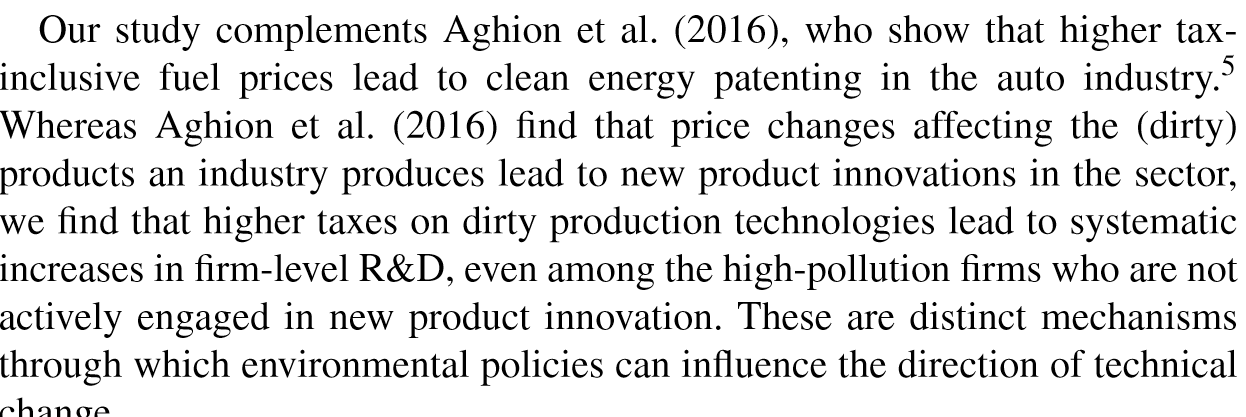 Our study complements Aghion et al. (2016), who show that higher tax-
inclusive fuel prices lead to clean energy patenting in the auto industry.5
Whereas Aghion et al. (2016) find that price changes affecting the (dirty)
products an industry produces lead to new product innovations in the sector,
we find that higher taxes on dirty production technologies lead to systematic
increases in firm-level R&D, even among the high-pollution firms who are not
actively engaged in new product innovation. These are distinct mechanisms
through which environmental policies can influence the direction of technical
change.